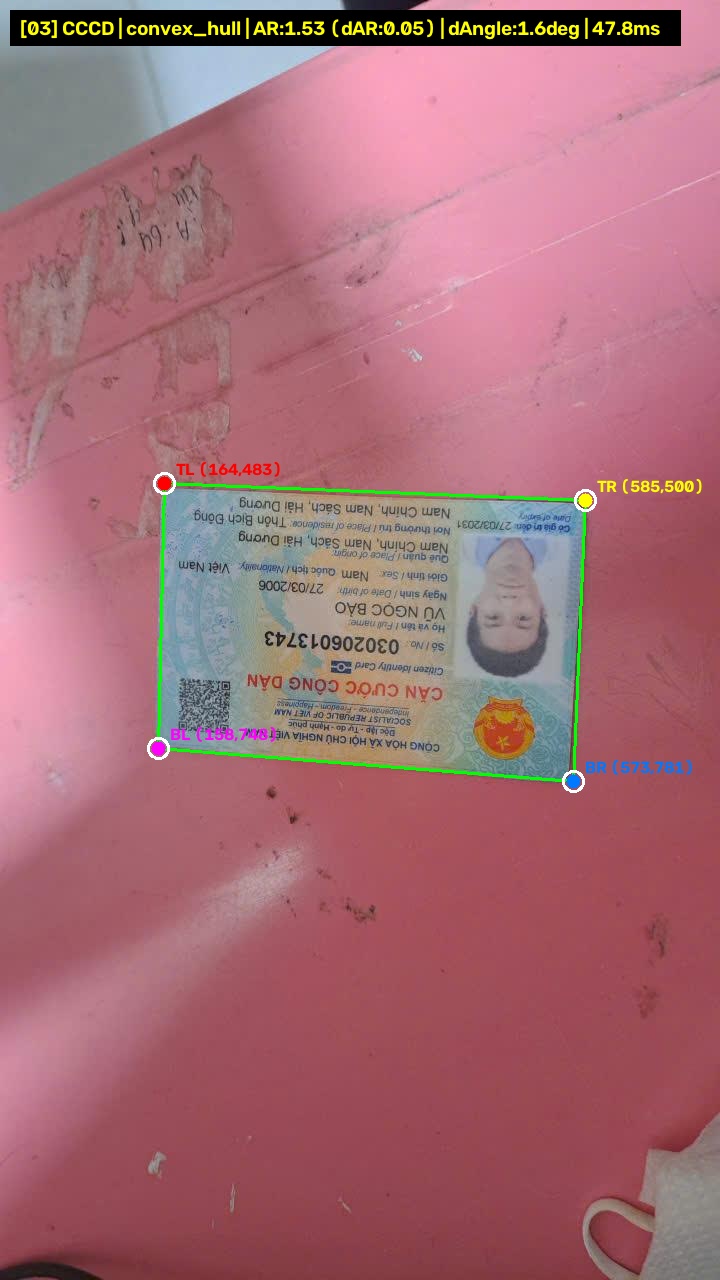 [03] CCCD | convex_hull | AR:1.53 (dAR:0.05) | dAngle:1.6deg | 47.8ms
TL (164,483)
TR (585,500)
BL (158,748)
BR (573,781)
CỘNG HÒA XÃ HỘI CHỦ NGHĨA VIỆT NAM
Độc lập - Tự do - Hạnh phúc
SOCIALIST REPUBLIC OF VIET NAM
Independence - Freedom - Happiness
CĂN CƯỚC CÔNG DÂN
Citizen Identity Card
Số / No.: 030206013743
Họ và tên / Full name:
VŨ NGỌC BẢO
Ngày sinh / Date of birth: 27/03/2006
Giới tính / Sex: Nam Quốc tịch / Nationality: Việt Nam
Quê quán / Place of origin:
Nam Chính, Nam Sách, Hải Dương
Nơi thường trú / Place of residence: Thôn Bịch Đông
Nam Chính, Nam Sách, Hải Dương
Có giá trị đến: 27/03/2031
Date of expiry